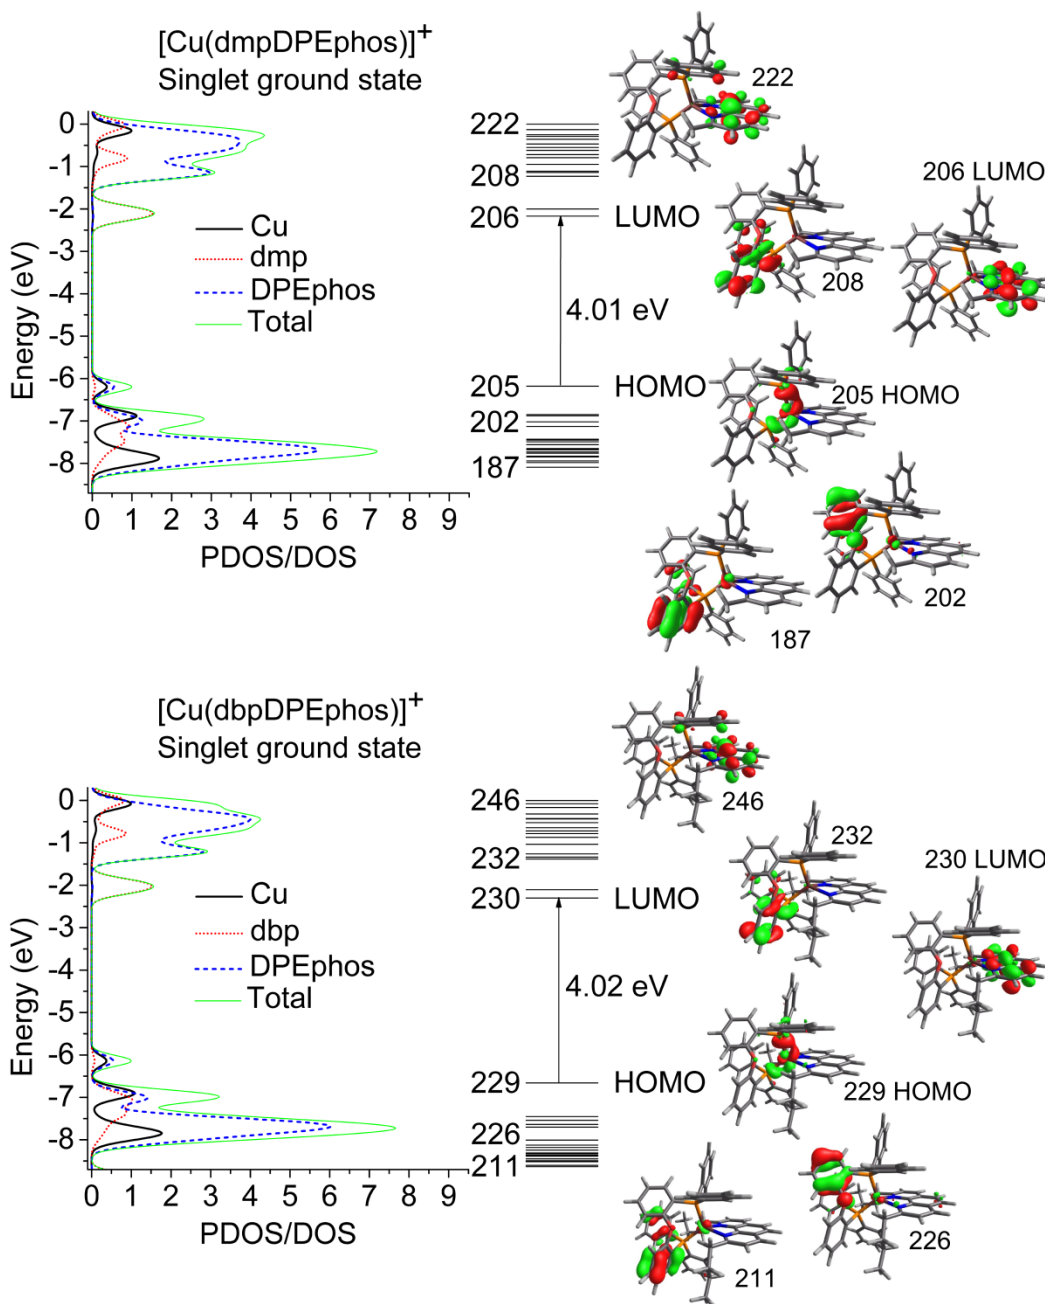 [Cu(dmpDPEphos)]+
Singlet ground state
0
-1
-2
-3
-4
-5
-6
-7
-8
Energy (eV)
Cu
dmp
DPEphos
Total
0 1 2 3 4 5 6 7 8 9
PDOS/DOS
222
208
206
LUMO
4.01 eV
205
HOMO
202
187
222
206 LUMO
208
205 HOMO
202
187
[Cu(dbpDPEphos)]+
Singlet ground state
0
-1
-2
-3
-4
-5
-6
-7
-8
Energy (eV)
Cu
dbp
DPEphos
Total
0 1 2 3 4 5 6 7 8 9
PDOS/DOS
246
232
230
LUMO
4.02 eV
229
HOMO
226
211
246
232
230 LUMO
229 HOMO
226
211